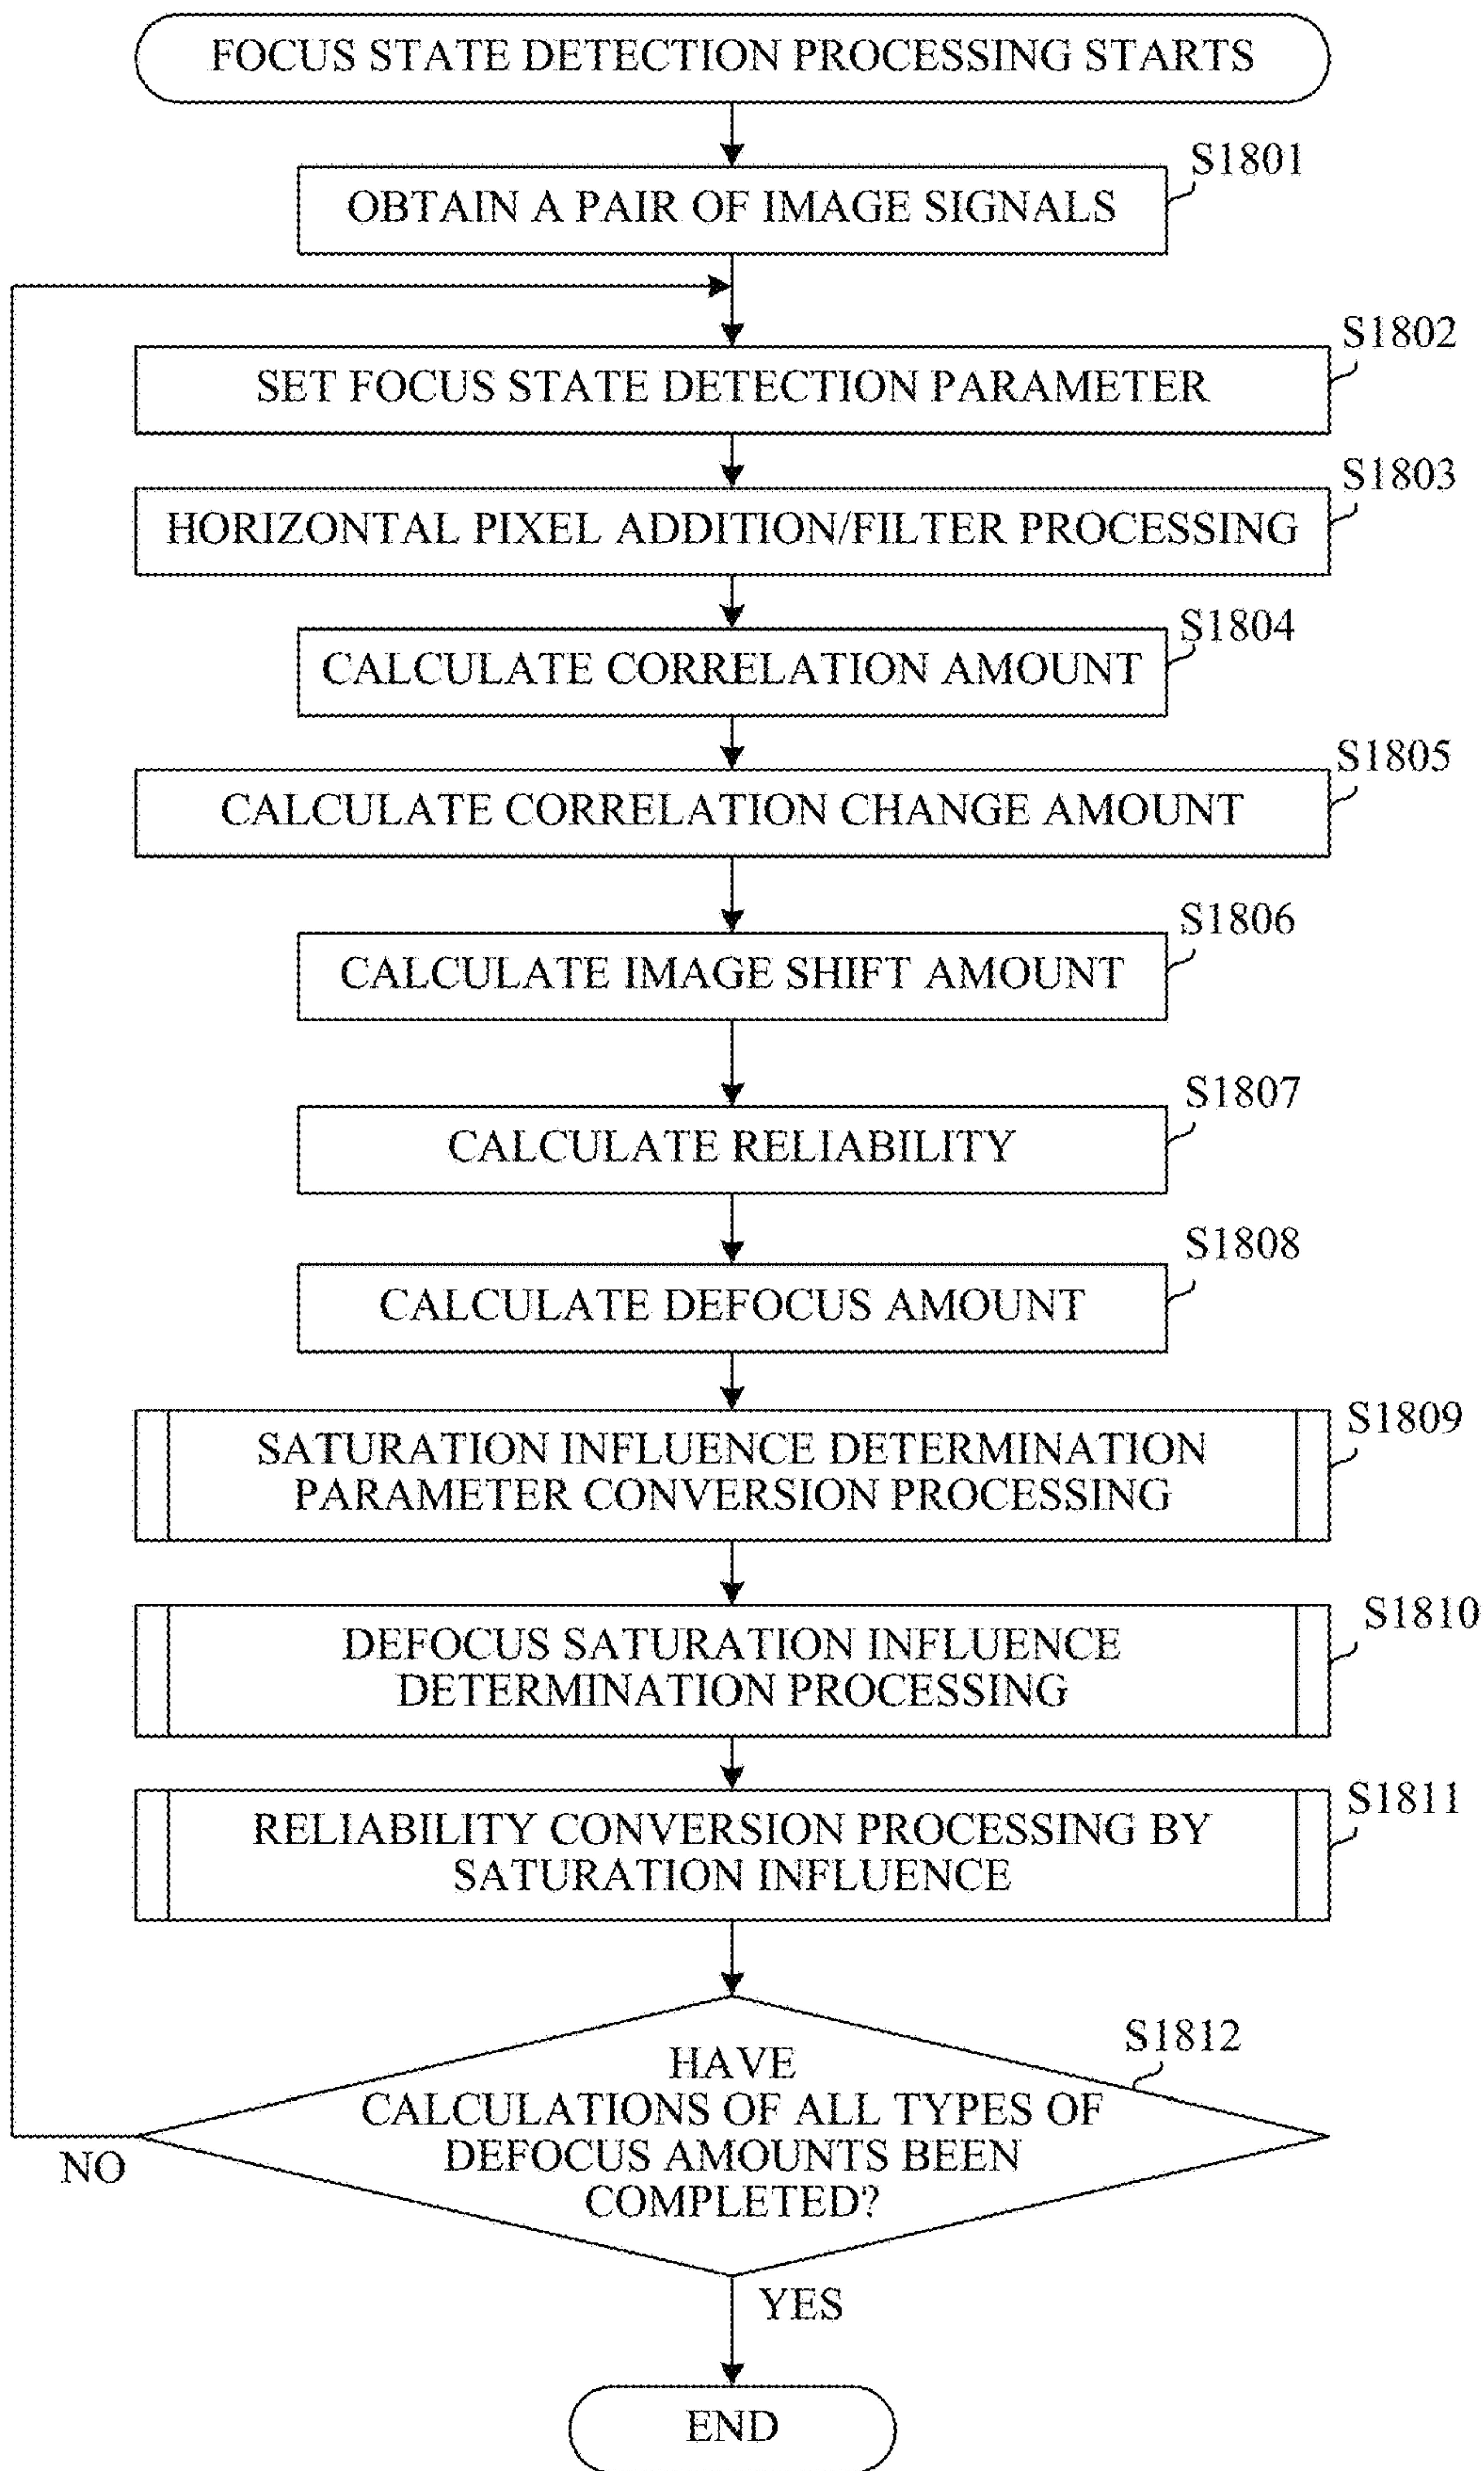 FOCUS STATE DETECTION PROCESSING STARTS
S1801
OBTAIN A PAIR OF IMAGE SIGNALS
S1802
SET FOCUS STATE DETECTION PARAMETER
S1803
HORIZONTAL PIXEL ADDITION/FILTER PROCESSING
S1804
CALCULATE CORRELATION AMOUNT
S1805
CALCULATE CORRELATION CHANGE AMOUNT
S1806
CALCULATE IMAGE SHIFT AMOUNT
S1807
CALCULATE RELIABILITY
S1808
CALCULATE DEFOCUS AMOUNT
S1809
SATURATION INFLUENCE DETERMINATION
PARAMETER CONVERSION PROCESSING
S1810
DEFOCUS SATURATION INFLUENCE
DETERMINATION PROCESSING
S1811
RELIABILITY CONVERSION PROCESSING BY
SATURATION INFLUENCE
S1812
HAVE
CALCULATIONS OF ALL TYPES OF
DEFOCUS AMOUNTS BEEN
COMPLETED?
NO
YES
END